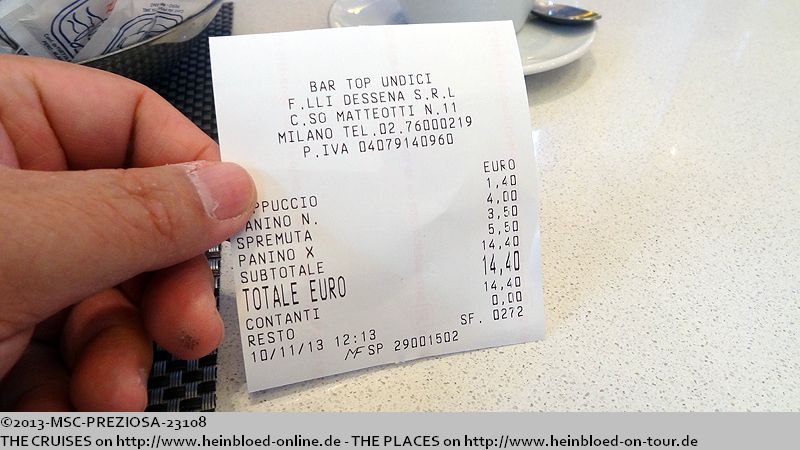 BAR TOP UNDICI
F.LLI DESSENA S.R.L
C.SO MATTEOTTI N.11
MILANO TEL.02.76000219
P.IVA 04079140960
EURO
PPUCCIO 1,40
ANINO N. 4,00
SPREMUTA 3,50
PANINO X 5,50
SUBTOTALE 14,40
TOTALE EURO 14,40
CONTANTI 14,40
RESTO 0,00
10/11/13 12:13 SF. 0272
MF SP 29001502
©2013-MSC-PREZIOSA-23108
THE CRUISES on http://www.heinbloed-online.de - THE PLACES on http://www.heinbloed-on-tour.de